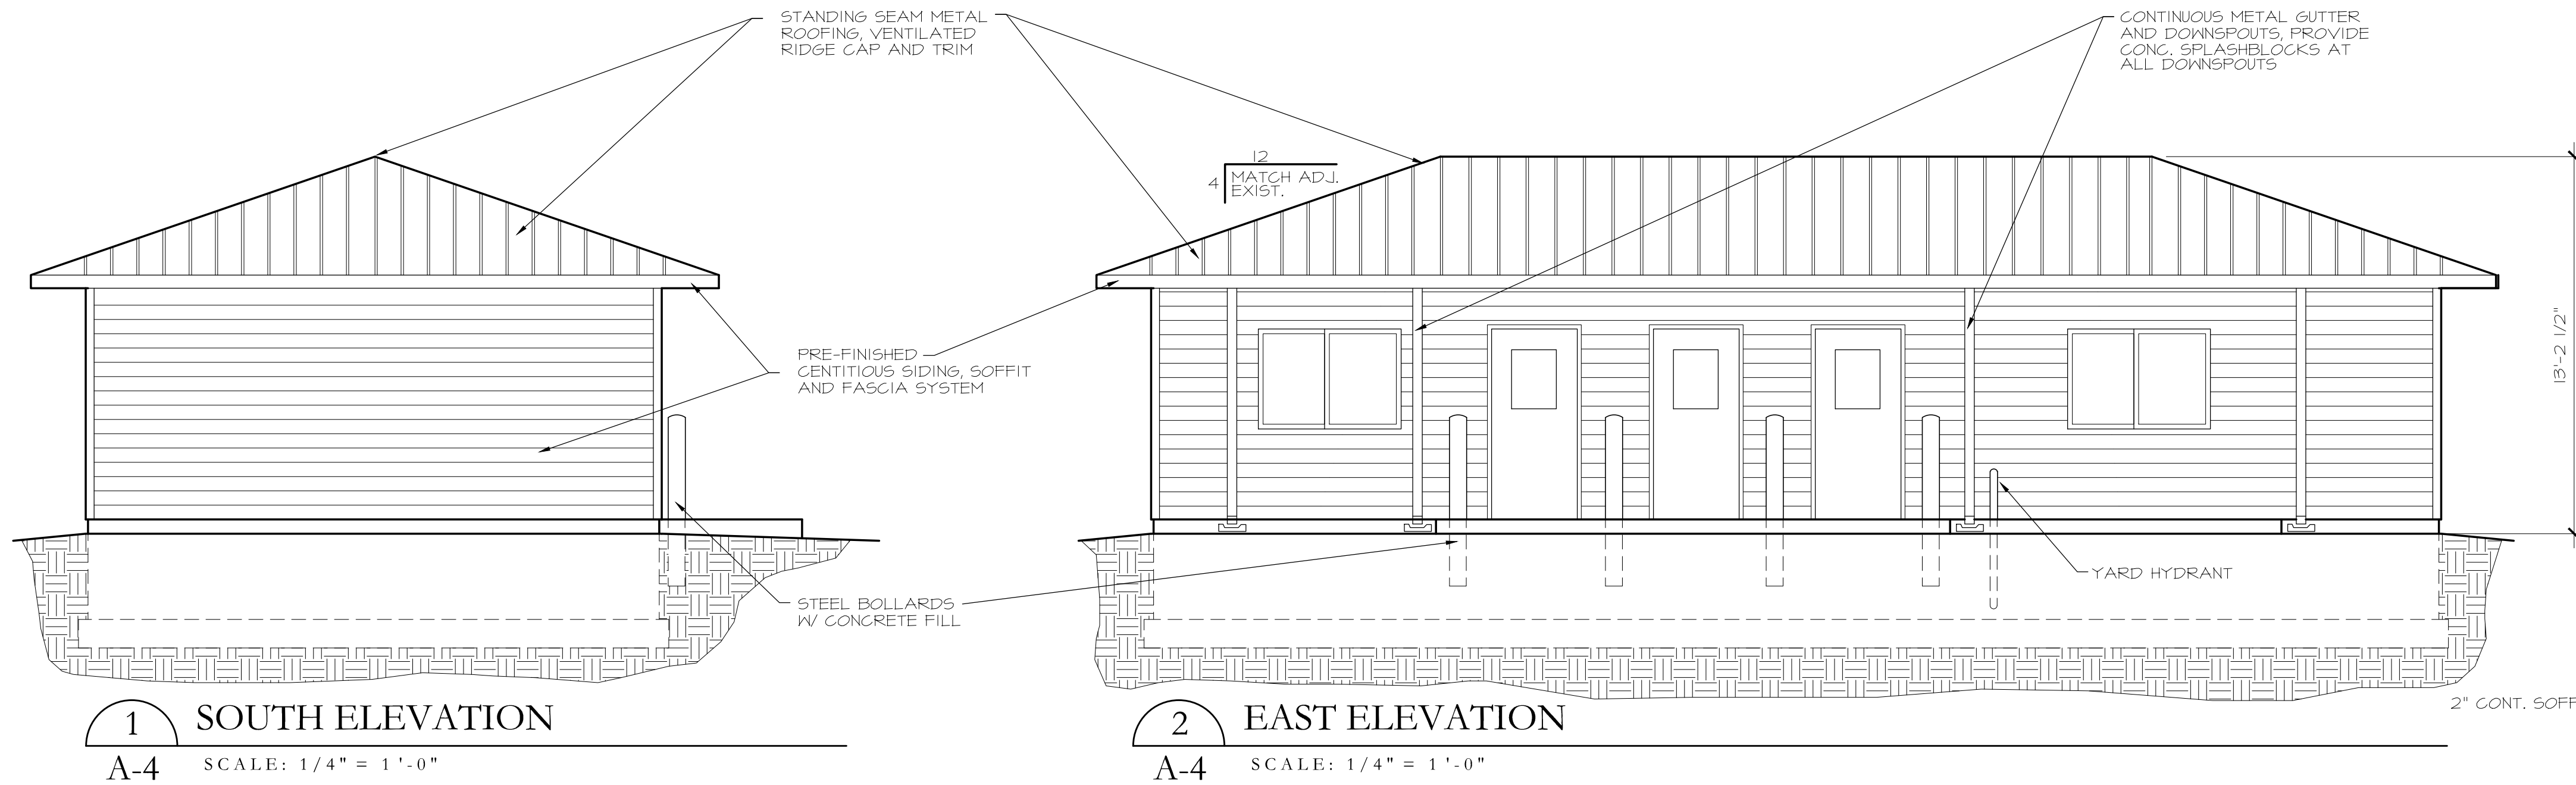 STANDING SEAM METAL
ROOFING, VENTILATED
RIDGE CAP AND TRIM
CONTINUOUS METAL GUTTER
AND DOWNSPOUTS, PROVIDE
CONC. SPLASHBLOCKS AT
ALL DOWNSPOUTS
12
4
MATCH ADJ.
EXIST.
13'-2 1/2"
PRE-FINISHED
CENTITIOUS SIDING, SOFFIT
AND FASCIA SYSTEM
STEEL BOLLARDS
W/ CONCRETE FILL
YARD HYDRANT
2" CONT. SOFF
1
SOUTH ELEVATION
A-4
SCALE: 1/4" = 1'-0"
2
EAST ELEVATION
A-4
SCALE: 1/4" = 1'-0"